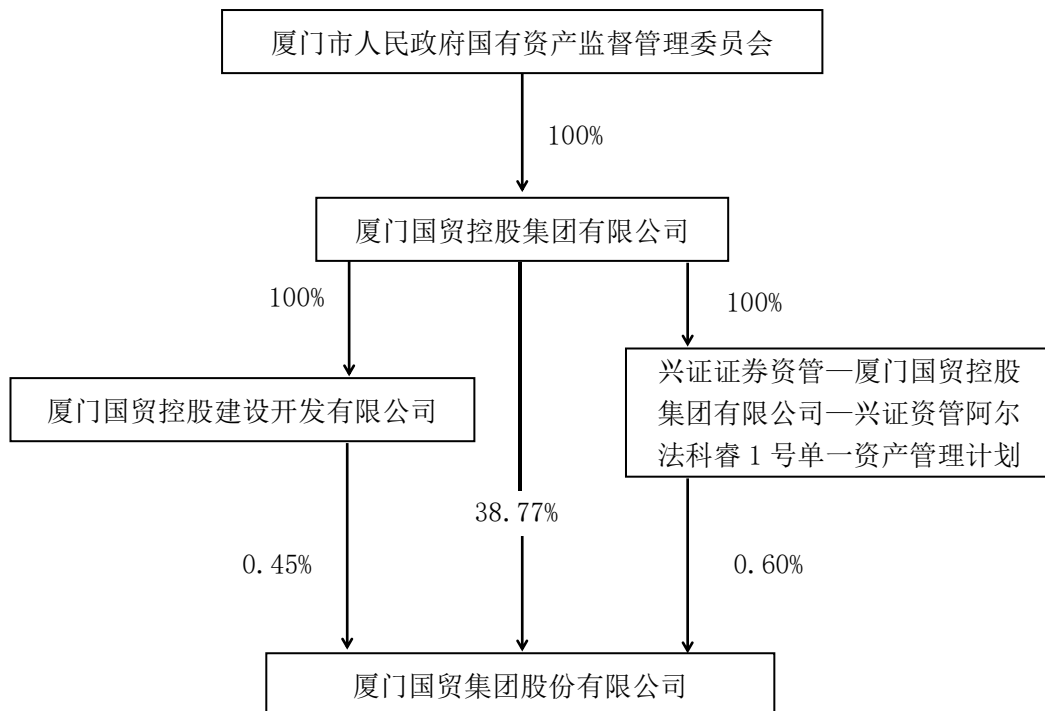 厦门市人民政府国有资产监督管理委员会
100%
厦门国贸控股集团有限公司
100%
100%
厦门国贸控股建设开发有限公司
兴证证券资管—厦门国贸控股
集团有限公司—兴证资管阿尔
法科睿 1 号单一资产管理计划
38.77%
0.45%
0.60%
厦门国贸集团股份有限公司